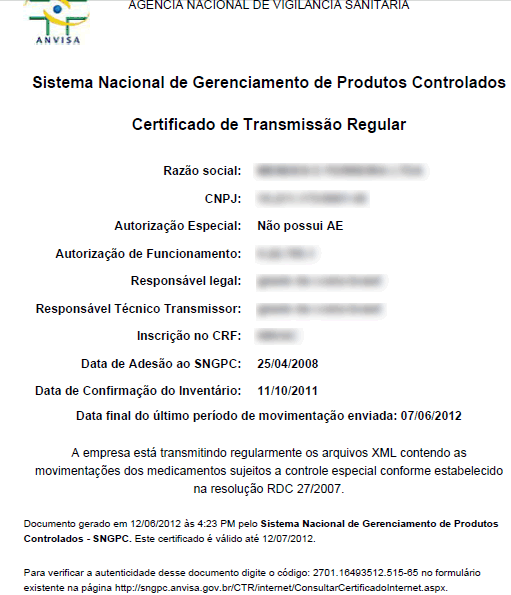 AGENCIA NACIONAL DE VIGILANCIA SANITARIA
ANVISA
Sistema Nacional de Gerenciamento de Produtos Controlados
Certificado de Transmissão Regular
Razão social:
CNPJ:
Autorização Especial: Não possui AE
Autorização de Funcionamento:
Responsável legal:
Responsável Técnico Transmissor:
Inscrição no CRF:
Data de Adesão ao SNGPC: 25/04/2008
Data de Confirmação do Inventário: 11/10/2011
Data final do último período de movimentação enviada: 07/06/2012
A empresa está transmitindo regularmente os arquivos XML contendo as
movimentações dos medicamentos sujeitos a controle especial conforme estabelecido
na resolução RDC 27/2007.
Documento gerado em 12/06/2012 às 4:23 PM pelo Sistema Nacional de Gerenciamento de Produtos
Controlados - SNGPC. Este certificado é válido até 12/07/2012.
Para verificar a autenticidade desse documento digite o código: 2701.16493512.515-65 no formulário
existente na página http://sngpc.anvisa.gov.br/CTR/internet/ConsultarCertificadoInternet.aspx.